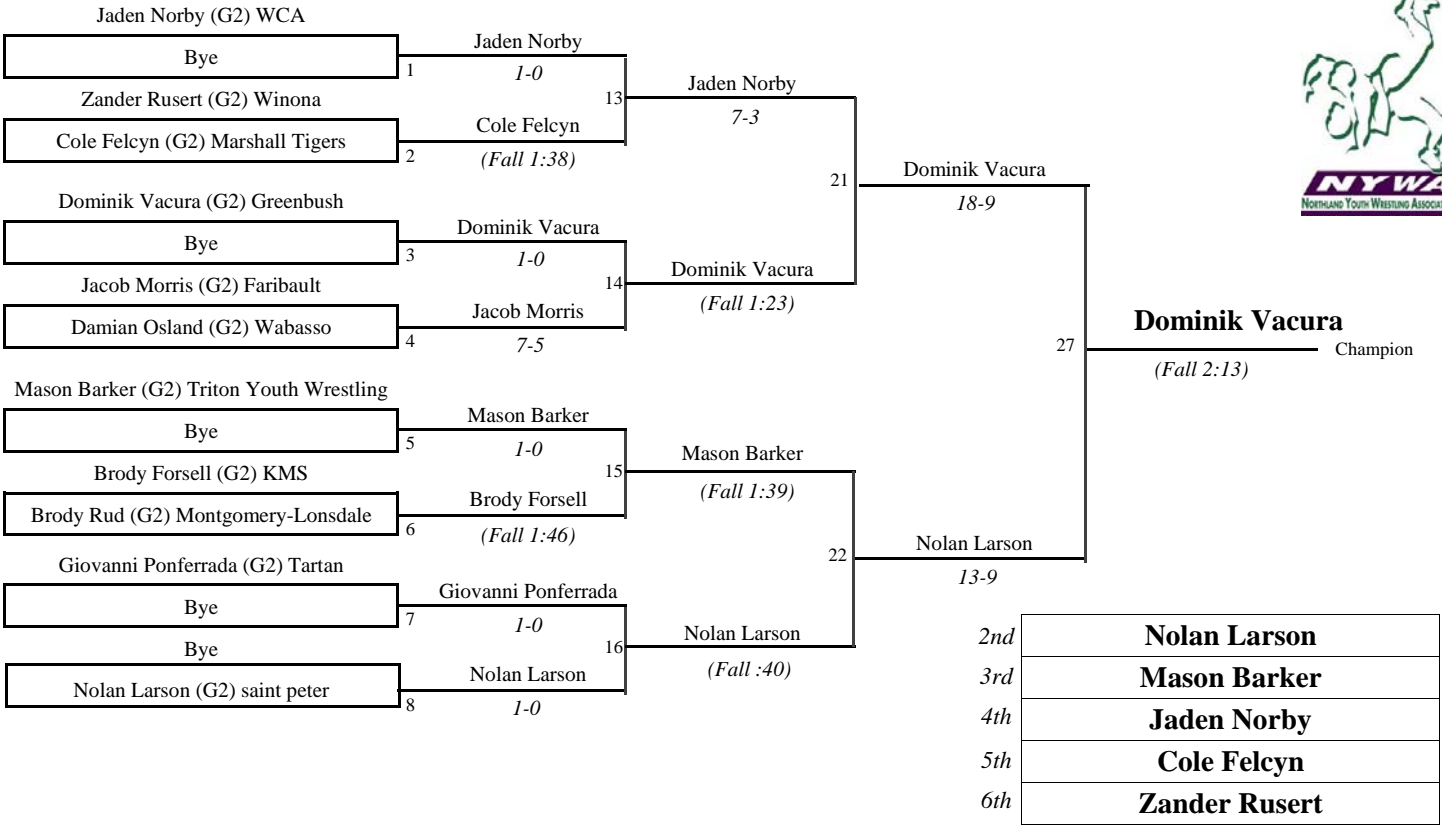 Jaden Norby (G2) WCA
Bye
1
Zander Rusert (G2) Winona
Cole Felcyn (G2) Marshall Tigers
2
Dominik Vacura (G2) Greenbush
Bye
3
Jacob Morris (G2) Faribault
Damian Osland (G2) Wabasso
4
Mason Barker (G2) Triton Youth Wrestling
Bye
5
Brody Forsell (G2) KMS
Brody Rud (G2) Montgomery-Lonsdale
6
Giovanni Ponferrada (G2) Tartan
Bye
7
Bye
Nolan Larson (G2) saint peter
8
Jaden Norby
1-0
13
Cole Felcyn
(Fall 1:38)
Dominik Vacura
1-0
14
Jacob Morris
7-5
Mason Barker
1-0
15
Brody Forsell
(Fall 1:46)
Giovanni Ponferrada
1-0
16
Nolan Larson
1-0
Jaden Norby
7-3
21
Dominik Vacura
(Fall 1:23)
Mason Barker
(Fall 1:39)
22
Nolan Larson
(Fall :40)
Dominik Vacura
18-9
27
Nolan Larson
13-9
Dominik Vacura
Champion
(Fall 2:13)
NYWA
NORTHLAND YOUTH WRESTLING
2nd Nolan Larson
3rd Mason Barker
4th Jaden Norby
5th Cole Felcyn
6th Zander Rusert